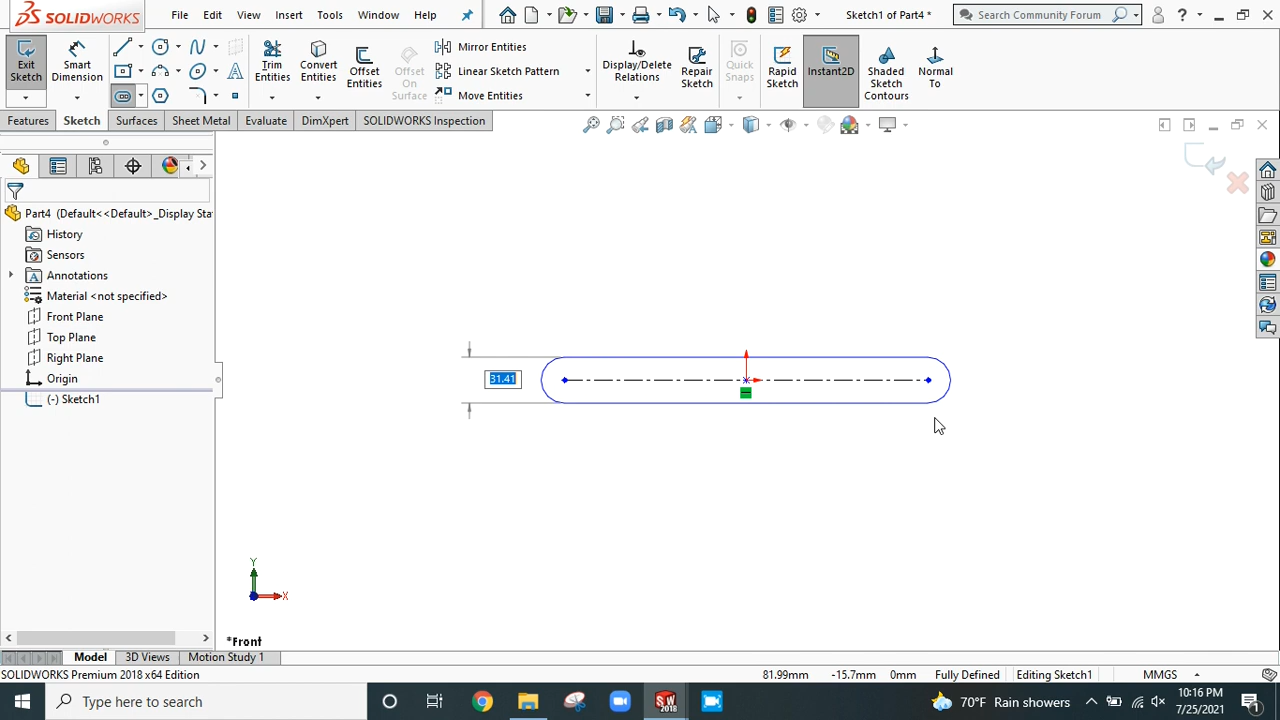 SOLIDWORKS File Edit View Insert Tools Window Help Sketch1 of Part4 * Search Community Forum ?
Exit Sketch Smart Dimension Trim Entities Convert Entities Offset Entities Offset On Surface Mirror Entities Linear Sketch Pattern Move Entities Display/Delete Relations Repair Sketch Quick Snaps Rapid Sketch Instant2D Shaded Sketch Contours Normal To
Features Sketch Surfaces Sheet Metal Evaluate DimXpert SOLIDWORKS Inspection
Part4 (Default<<Default>_Display Sta
History
Sensors
Annotations
Material <not specified>
Front Plane
Top Plane
Right Plane
Origin
(-) Sketch1
31.41
Y
X
*Front
Model 3D Views Motion Study 1
SOLIDWORKS Premium 2018 x64 Edition 81.99mm -15.7mm 0mm Fully Defined Editing Sketch1 MMGS
Type here to search SW 2018 70°F Rain showers 10:16 PM 1
7/25/2021